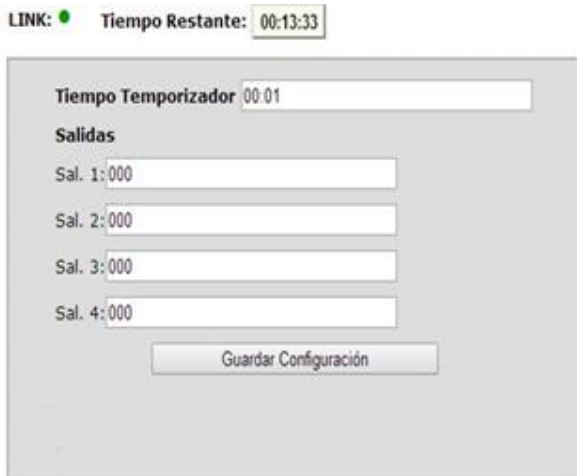 LINK: Tiempo Restante: 00:13:33
Tiempo Temporizador 00:01
Salidas
Sal. 1: 000
Sal. 2: 000
Sal. 3: 000
Sal. 4: 000
Guardar Configuración